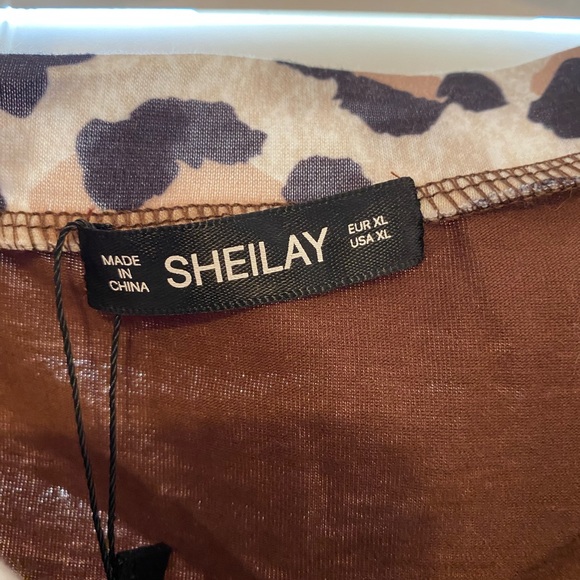 MADE
IN
CHINA
SHEILAY
EUR XL
USA XL